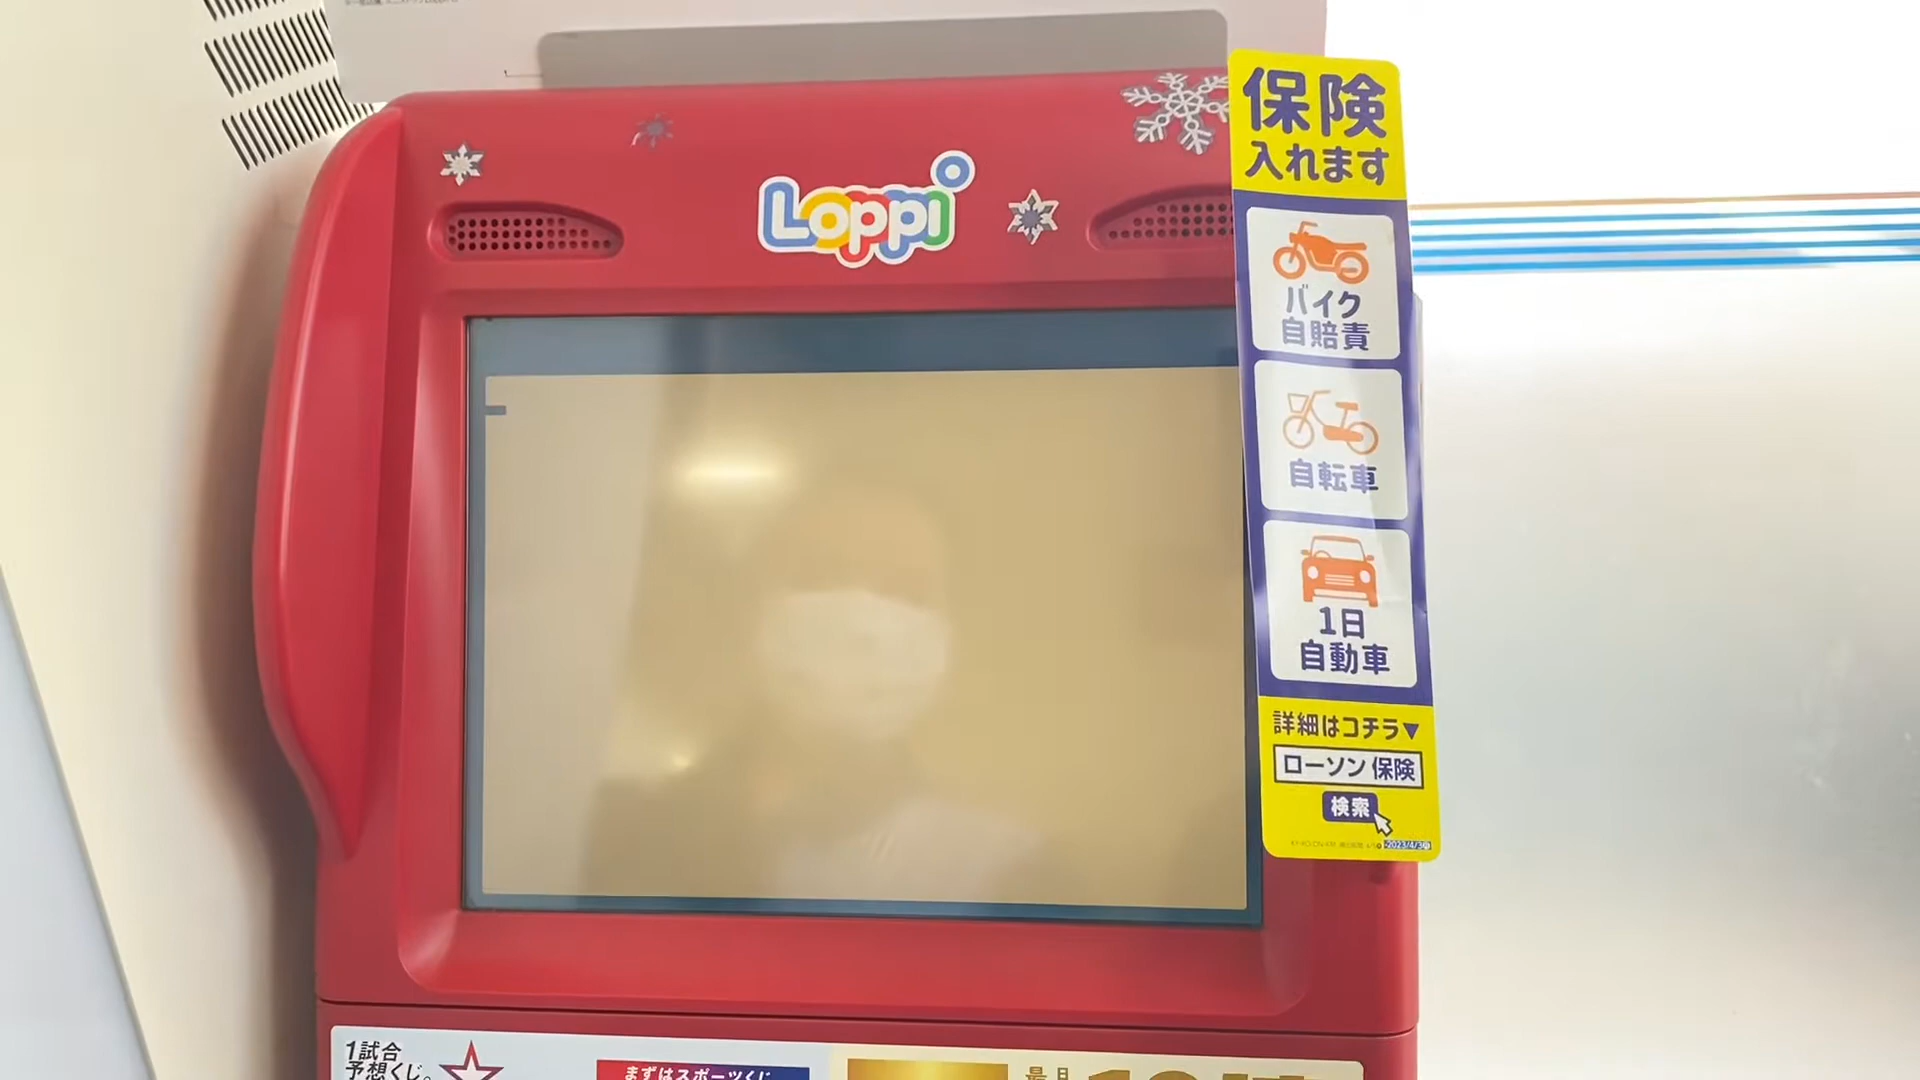 Loppi
保険
入れます
バイク
自賠責
自転車
1日
自動車
詳細はコチラ▼
ローソン 保険
検索
1試合
予想くじ。
まずはスポーツくじ